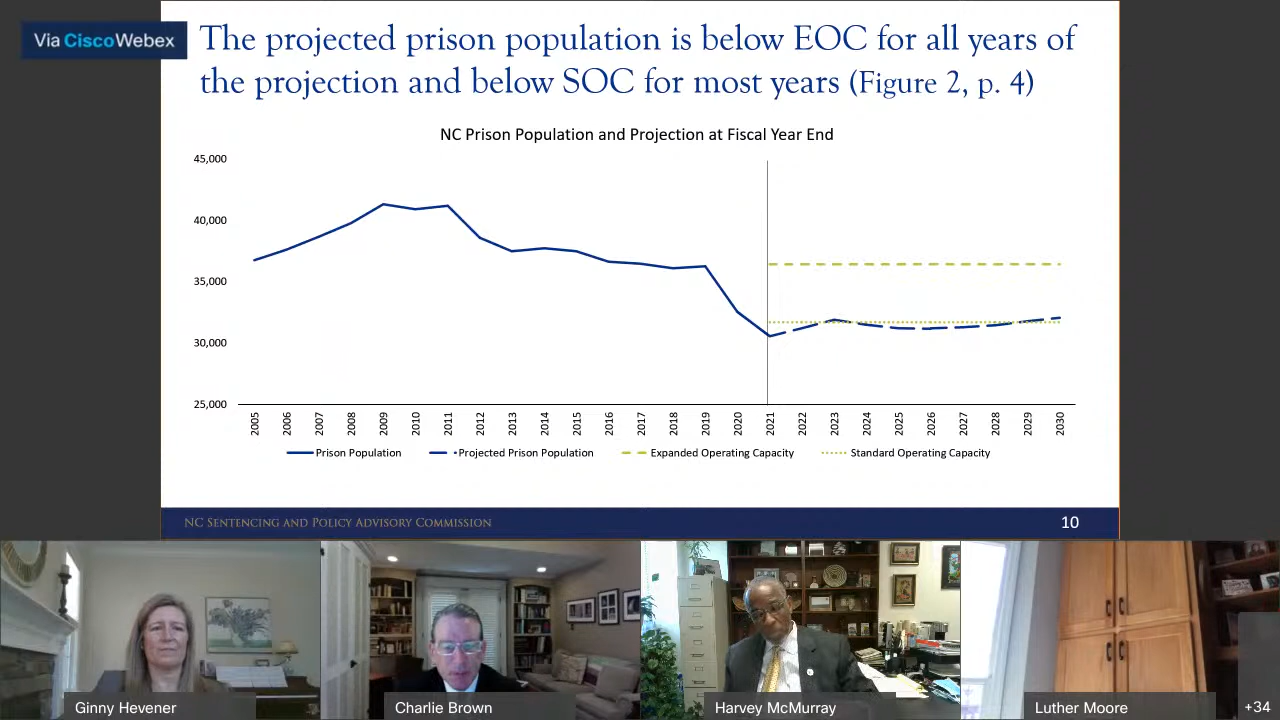 Via CiscoWebex
The projected prison population is below EOC for all years of
the projection and below SOC for most years (Figure 2, p. 4)
NC Prison Population and Projection at Fiscal Year End
45,000
40,000
35,000
30,000
25,000
2005 2006 2007 2008 2009 2010 2011 2012 2013 2014 2015 2016 2017 2018 2019 2020 2021 2022 2023 2024 2025 2026 2027 2028 2029 2030
Prison Population Projected Prison Population Expanded Operating Capacity Standard Operating Capacity
NC Sentencing and Policy Advisory Commission 10
Ginny Hevener Charlie Brown Harvey McMurray Luther Moore +34